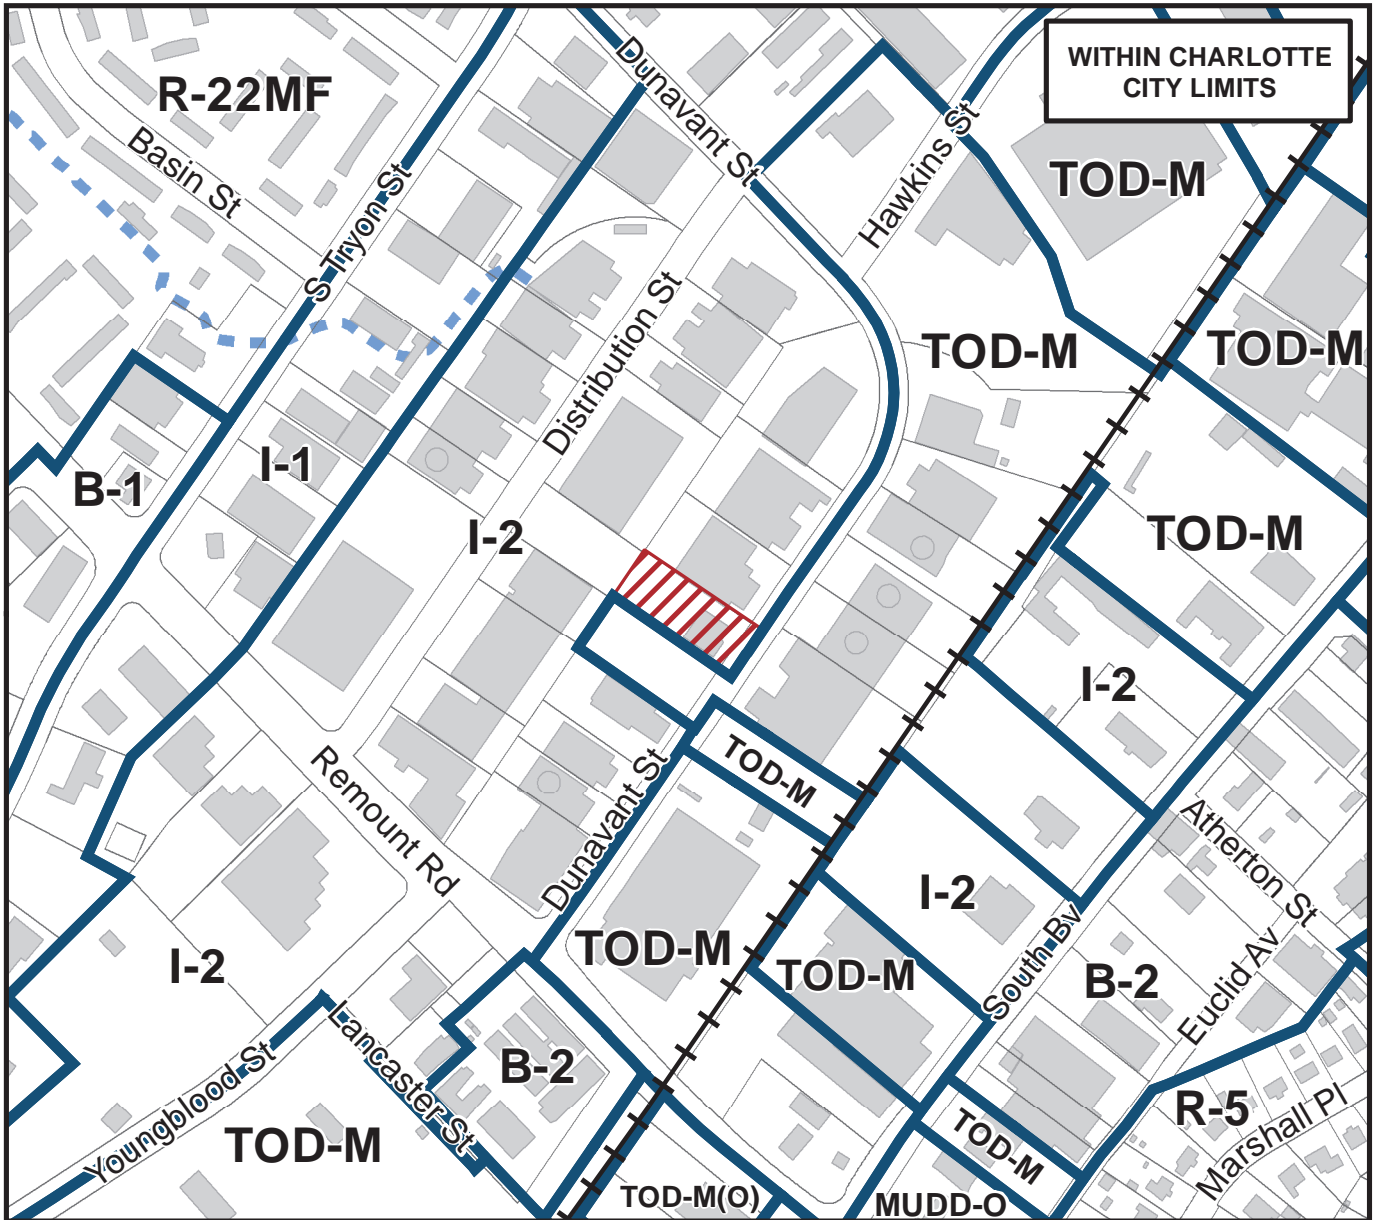 WITHIN CHARLOTTE
CITY LIMITS
Dunavant St
R-22MF
Basin St
S Tryon St
Hawkins St
TOD-M
TOD-M
TOD-M
Distribution St
B-1
I-1
I-2
TOD-M
I-2
TOD-M
Remount Rd
Dunavant St
Atherton St
I-2
TOD-M
TOD-M
I-2
South Bv
B-2
Euclid Av
Lancaster St
B-2
Youngblood St
TOD-M
R-5
Marshall Pl
TOD-M
TOD-M(O)
MUDD-O